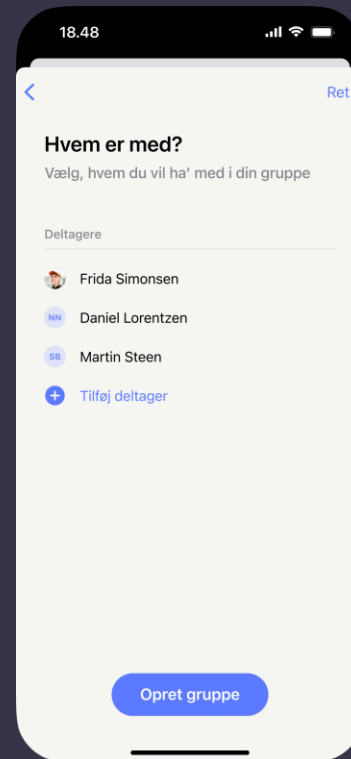 18.48
Ret
Hvem er med?
Vælg, hvem du vil ha’ med i din gruppe
Deltagere
Frida Simonsen
NN Daniel Lorentzen
SB Martin Steen
+ Tilføj deltager
Opret gruppe